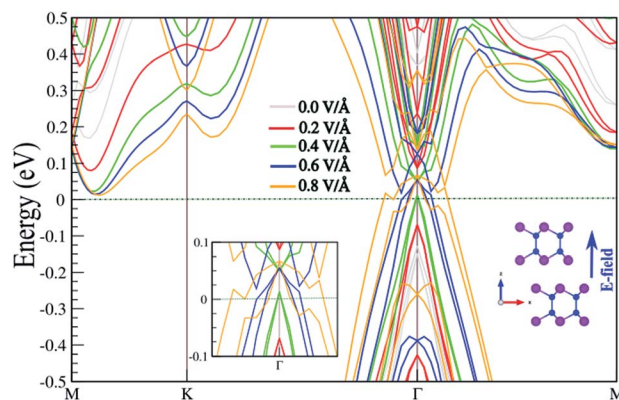 0.5
0.4
0.3
0.2
0.1
0
-0.1
-0.2
-0.3
-0.4
-0.5
Energy (eV)
0.0 V/Å
0.2 V/Å
0.4 V/Å
0.6 V/Å
0.8 V/Å
0.1
0
-0.1
Γ
E-field
z
x
M
K
Γ
M